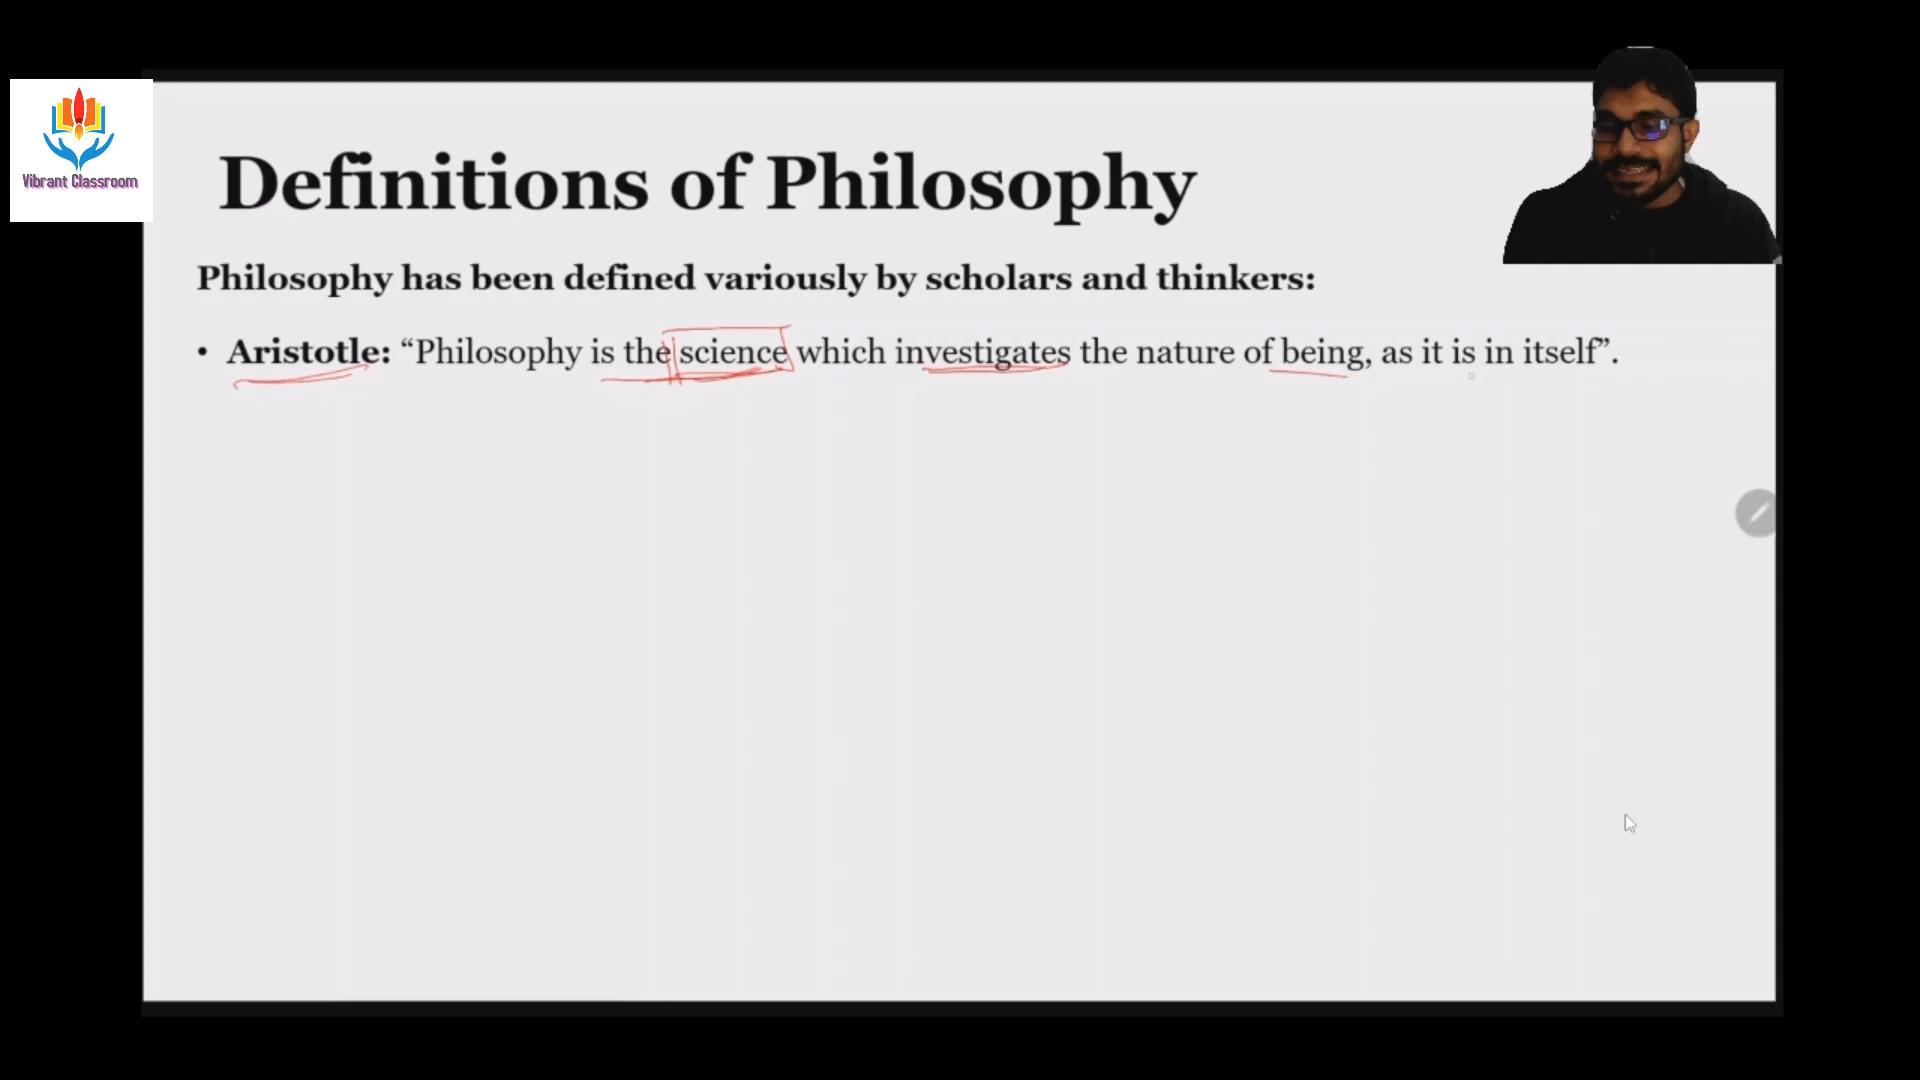 Vibrant Classroom
Definitions of Philosophy
Philosophy has been defined variously by scholars and thinkers:
• Aristotle: “Philosophy is the science which investigates the nature of being, as it is in itself”.